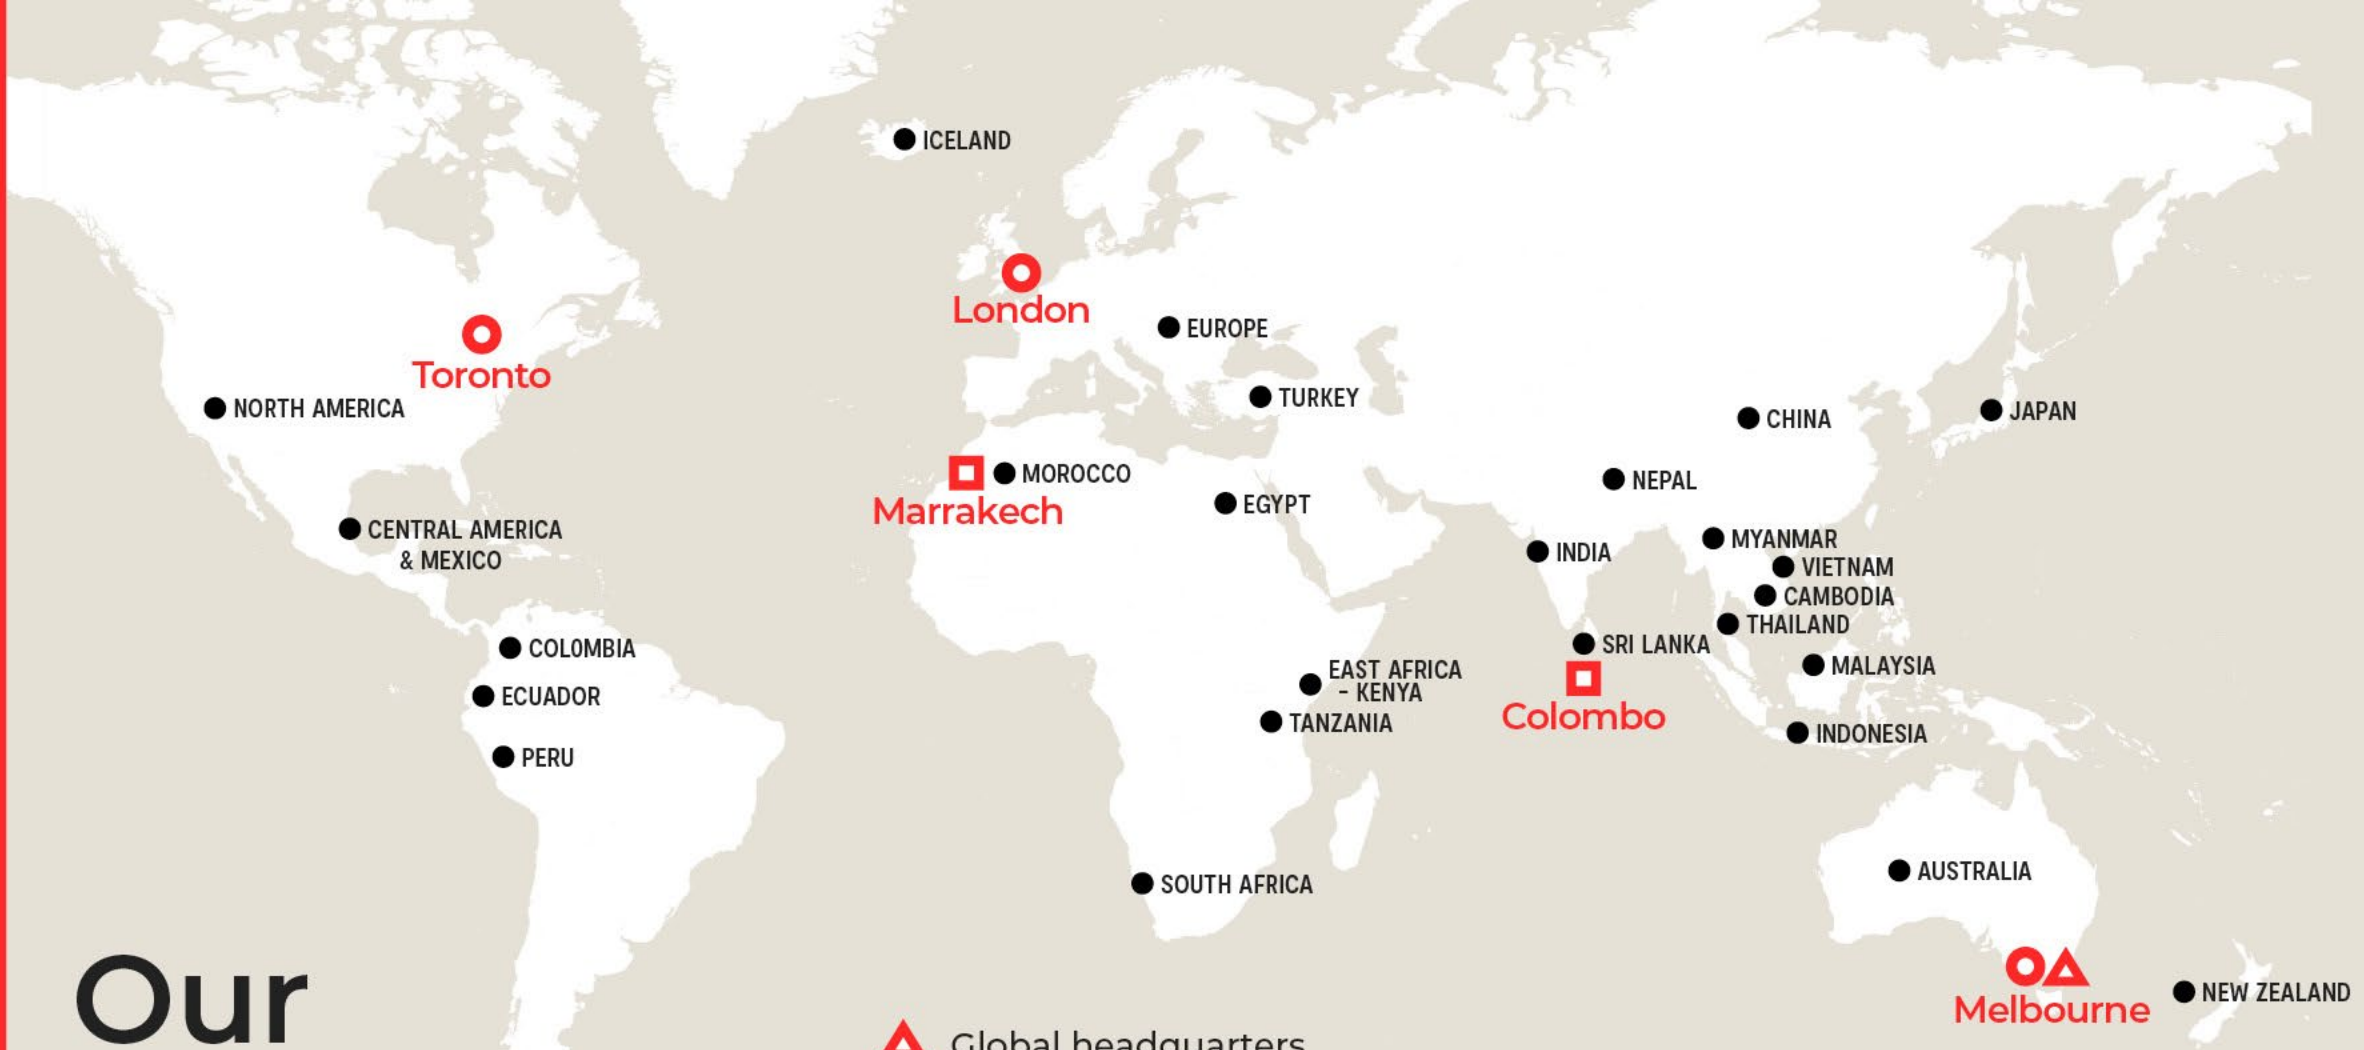 ICELAND
London
EUROPE
Toronto
TURKEY
NORTH AMERICA
CHINA
JAPAN
MOROCCO
Marrakech
EGYPT
NEPAL
CENTRAL AMERICA
& MEXICO
INDIA
MYANMAR
VIETNAM
CAMBODIA
THAILAND
COLOMBIA
SRI LANKA
MALAYSIA
EAST AFRICA
– KENYA
ECUADOR
TANZANIA
Colombo
INDONESIA
PERU
SOUTH AFRICA
AUSTRALIA
Melbourne
NEW ZEALAND
Our
Global headquarters